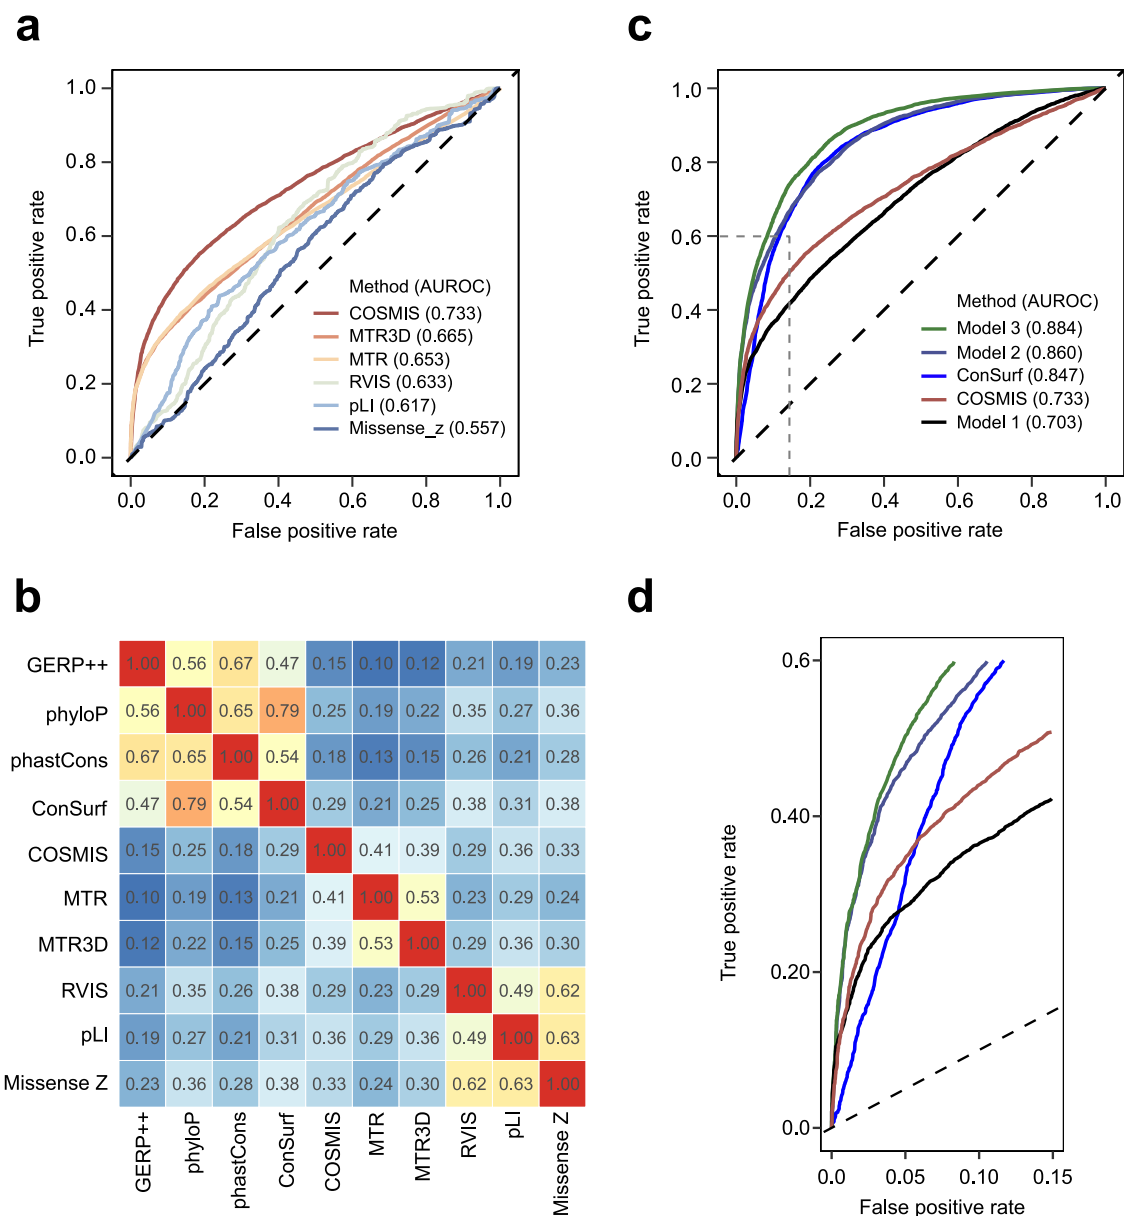 a
True positive rate
1.0
0.8
0.6
0.4
0.2
0.0
Method (AUROC)
COSMIS (0.733)
MTR3D (0.665)
MTR (0.653)
RVIS (0.633)
pLI (0.617)
Missense_z (0.557)
0.0 0.2 0.4 0.6 0.8 1.0
False positive rate
c
True positive rate
1.0
0.8
0.6
0.4
0.2
0.0
Method (AUROC)
Model 3 (0.884)
Model 2 (0.860)
ConSurf (0.847)
COSMIS (0.733)
Model 1 (0.703)
0.0 0.2 0.4 0.6 0.8 1.0
False positive rate
b
GERP++ 1.00 0.56 0.67 0.47 0.15 0.10 0.12 0.21 0.19 0.23
phyloP 0.56 1.00 0.65 0.79 0.25 0.19 0.22 0.35 0.27 0.36
phastCons 0.67 0.65 1.00 0.54 0.18 0.13 0.15 0.26 0.21 0.28
ConSurf 0.47 0.79 0.54 1.00 0.29 0.21 0.25 0.38 0.31 0.38
COSMIS 0.15 0.25 0.18 0.29 1.00 0.41 0.39 0.29 0.36 0.33
MTR 0.10 0.19 0.13 0.21 0.41 1.00 0.53 0.23 0.29 0.24
MTR3D 0.12 0.22 0.15 0.25 0.39 0.53 1.00 0.29 0.36 0.30
RVIS 0.21 0.35 0.26 0.38 0.29 0.23 0.29 1.00 0.49 0.62
pLI 0.19 0.27 0.21 0.31 0.36 0.29 0.36 0.49 1.00 0.63
Missense Z 0.23 0.36 0.28 0.38 0.33 0.24 0.30 0.62 0.63 1.00
GERP++ phyloP phastCons ConSurf COSMIS MTR MTR3D RVIS pLI Missense Z
d
True positive rate
0.6
0.40
0.20
0.0
0.0 0.05 0.10 0.15
False positive rate